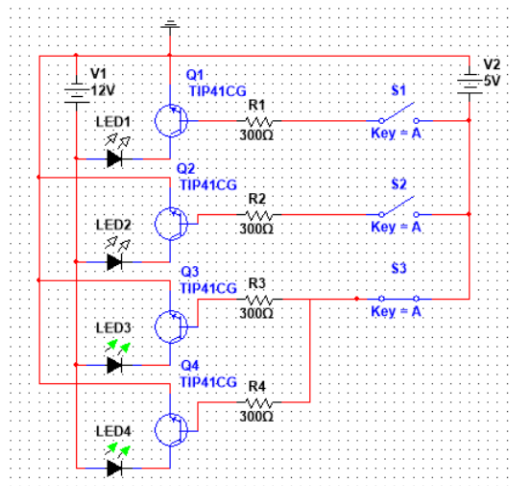 V1
12V
Q1
TIP41CG
V2
5V
LED1
R1
300Ω
S1
Key = A
Q2
TIP41CG
LED2
R2
300Ω
S2
Key = A
Q3
TIP41CG
LED3
R3
300Ω
S3
Key = A
Q4
TIP41CG
LED4
R4
300Ω